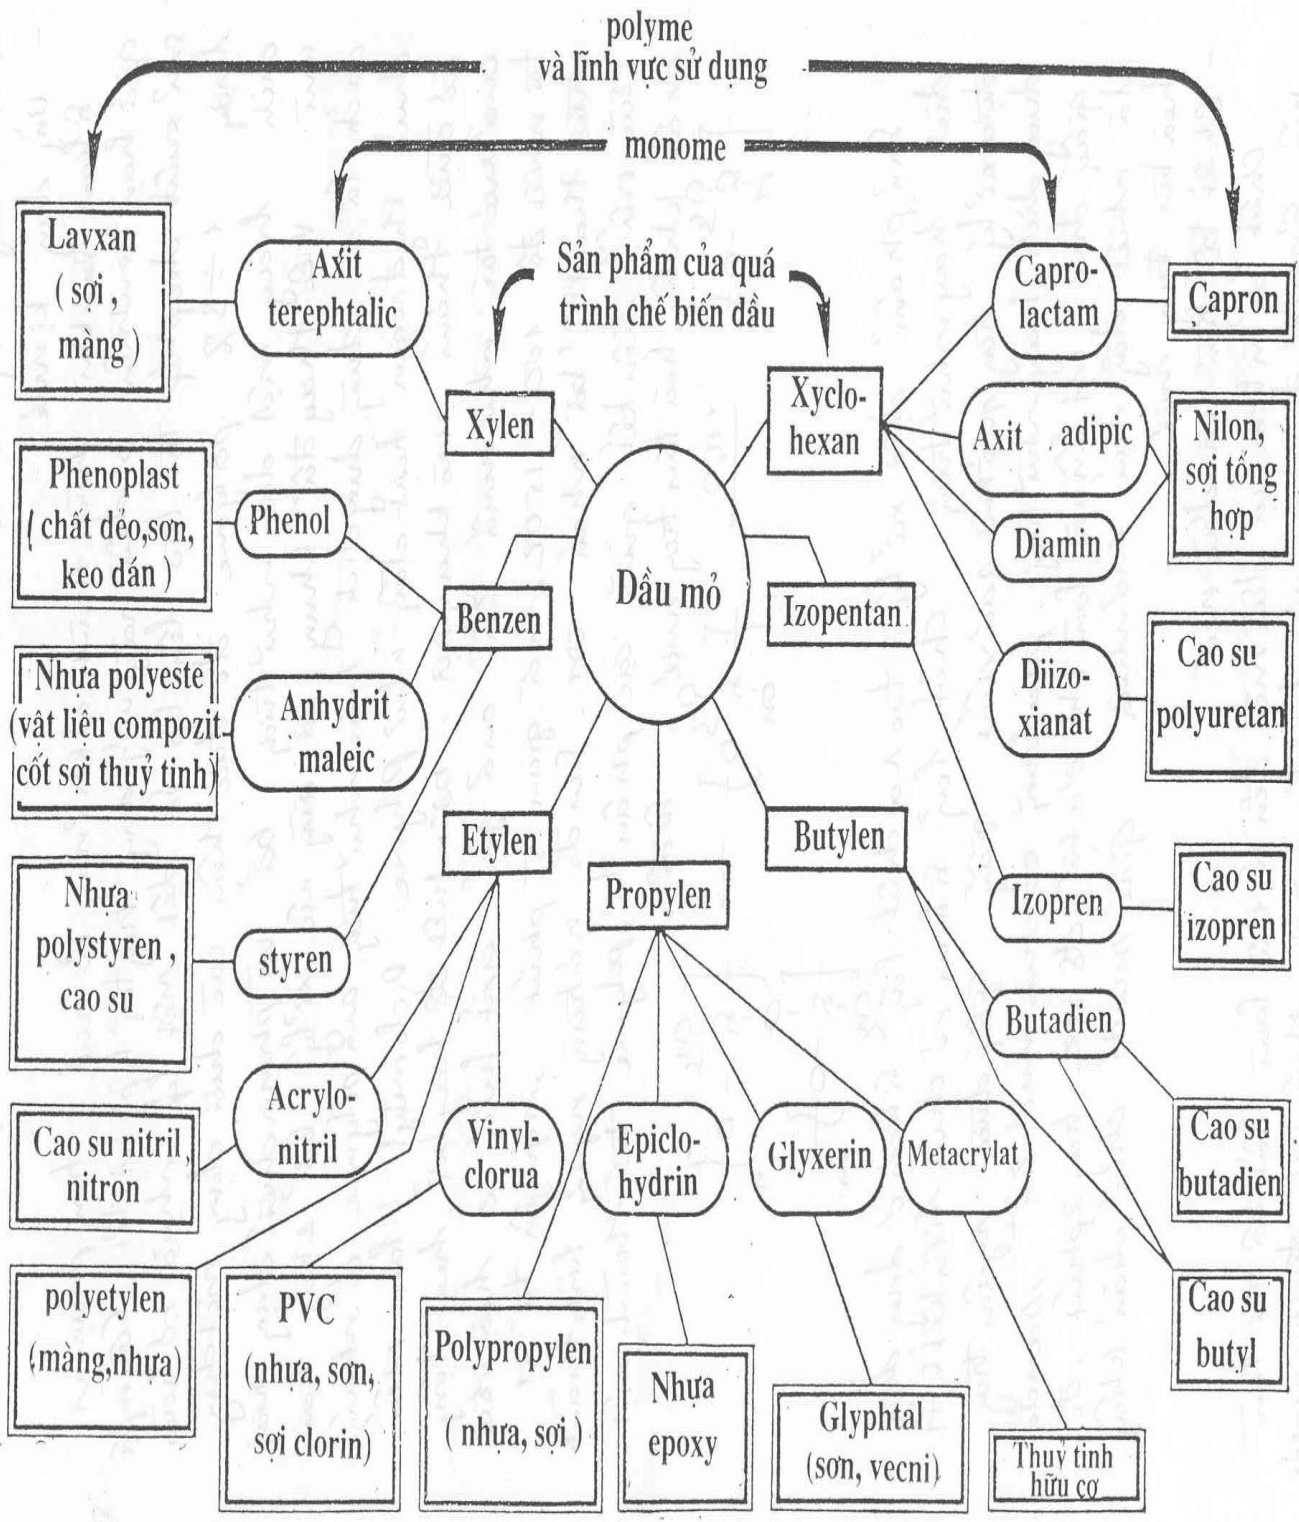 polyme
và lĩnh vực sử dụng
monome
Sản phẩm của quá
trình chế biến dầu
Lavxan
( sợi ,
màng )
Axit
terephtalic
Xylen
Xyclo-
hexan
Capro-
lactam
Capron
Axit adipic
Diamin
Nilon,
sợi tổng
hợp
Phenoplast
( chất dẻo,sơn,
keo dán )
Phenol
Benzen
Dầu mỏ
Izopentan
Diizo-
xianat
Cao su
polyuretan
Nhựa polyeste
(vật liệu compozit
cốt sợi thuỷ tinh)
Anhydrit
maleic
Etylen
Propylen
Butylen
Izopren
Cao su
izopren
Nhựa
polystyren ,
cao su
styren
Butadien
Cao su
butadien
Cao su nitril,
nitron
Acrylo-
nitril
Vinyl-
clorua
Epiclo-
hydrin
Glyxerin
Metacrylat
Cao su
butyl
polyetylen
(màng,nhựa)
PVC
(nhựa, sơn,
sợi clorin)
Polypropylen
( nhựa, sợi )
Nhựa
epoxy
Glyphtal
(sơn, vecni)
Thuỷ tinh
hữu cơ